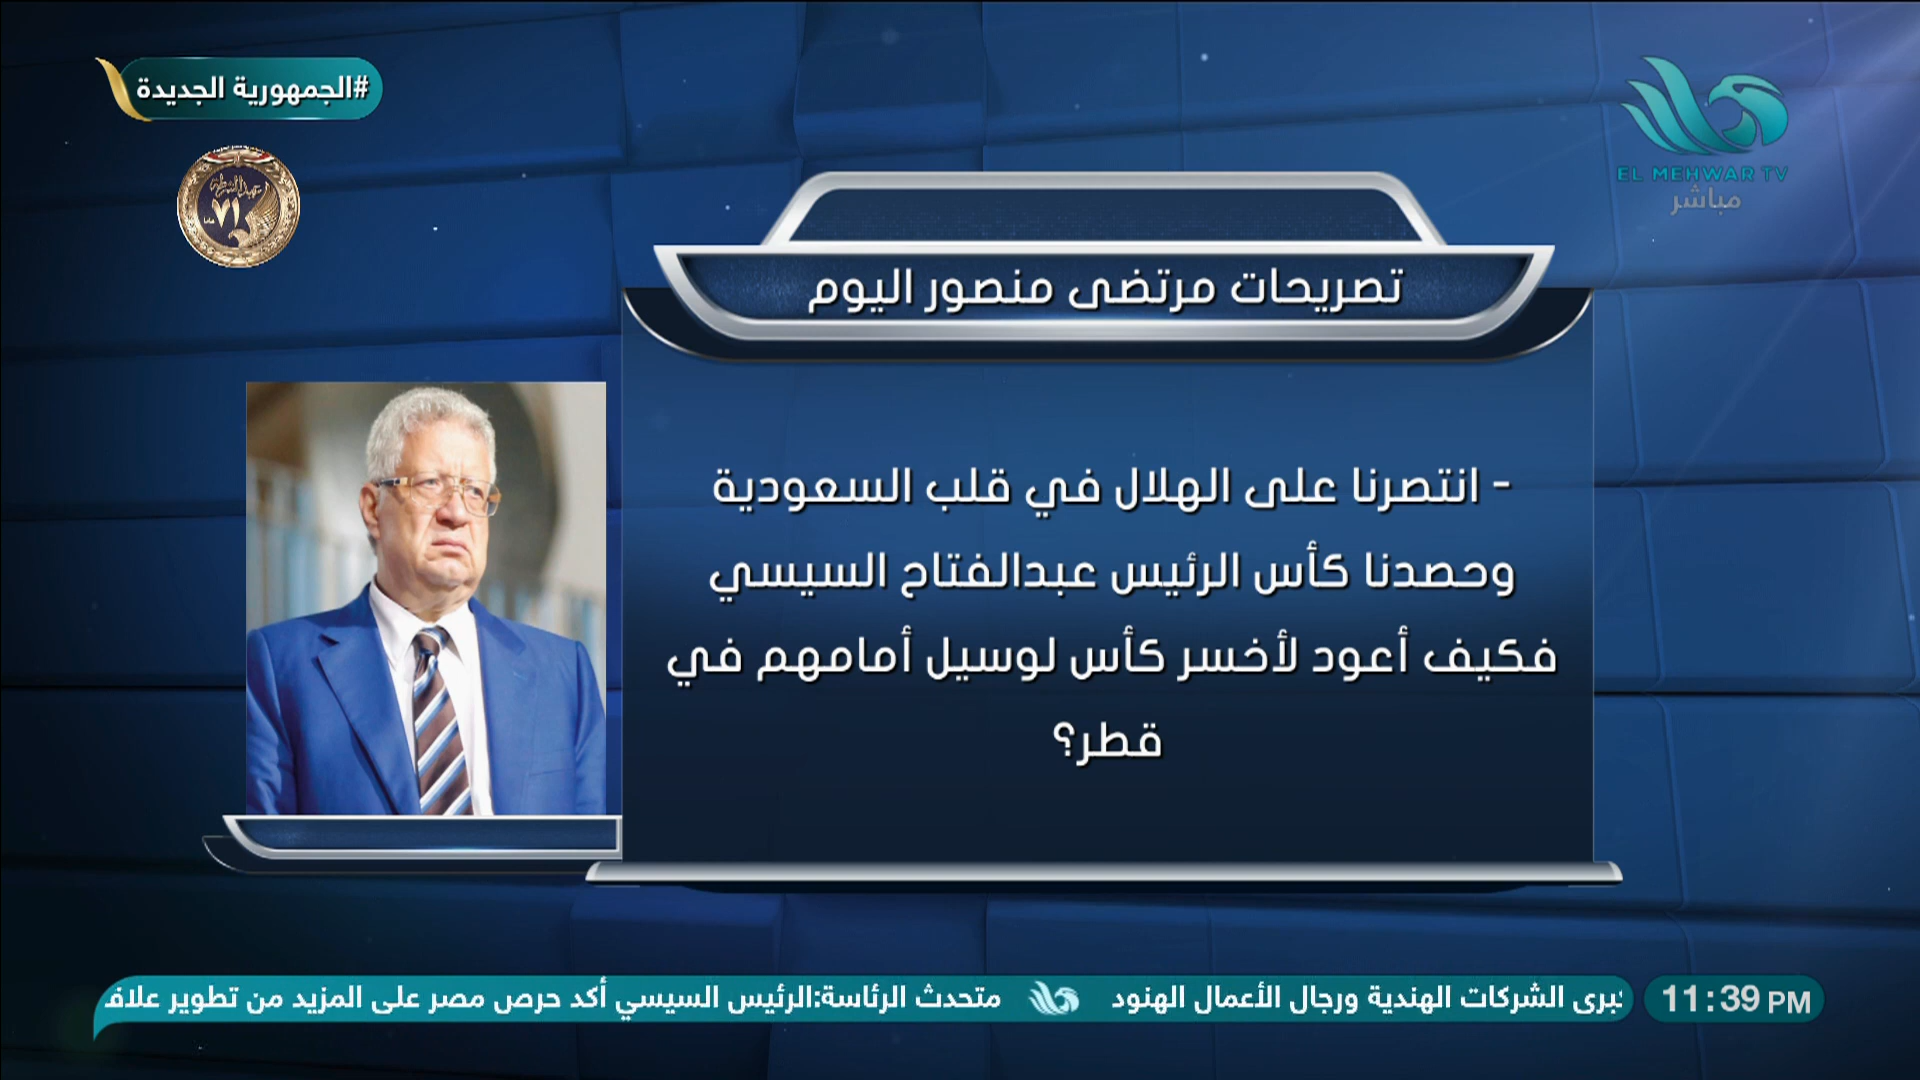 #الجمهورية الجديدة
EL MEHWAR TV
مباشر
٧١
تصريحات مرتضى منصور اليوم
- انتصرنا على الهلال في قلب السعودية
وحصدنا كأس الرئيس عبدالفتاح السيسي
فكيف أعود لأخسر كأس لوسيل أمامهم في
قطر؟
كبرى الشركات الهندية ورجال الأعمال الهنود
متحدث الرئاسة:الرئيس السيسي أكد حرص مصر على المزيد من تطوير
11:39 PM